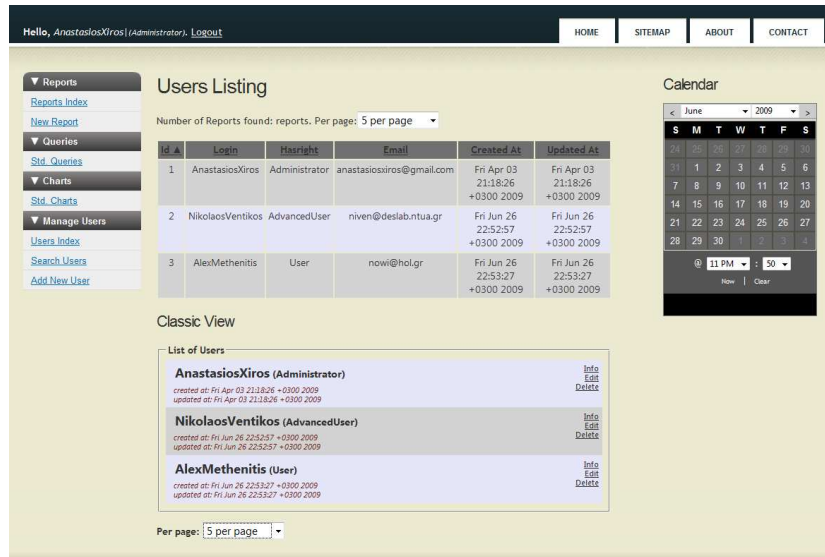 Hello, AnastasiosXiros|(Administrator). Logout
HOME SITEMAP ABOUT CONTACT
▼ Reports
Reports Index
New Report
▼ Queries
Std. Queries
▼ Charts
Std. Charts
▼ Manage Users
Users Index
Search Users
Add New User
Users Listing
Number of Reports found: reports. Per page: 5 per page
Id ▲ Login Hasright Email Created At Updated At
1 AnastasiosXiros Administrator anastasiosxiros@gmail.com Fri Apr 03 21:18:26 +0300 2009 Fri Apr 03 21:18:26 +0300 2009
2 NikolaosVentikos AdvancedUser niven@deslab.ntua.gr Fri Jun 26 22:52:57 +0300 2009 Fri Jun 26 22:52:57 +0300 2009
3 AlexMethenitis User nowi@hol.gr Fri Jun 26 22:53:27 +0300 2009 Fri Jun 26 22:53:27 +0300 2009
Classic View
List of Users
AnastasiosXiros (Administrator)
created at: Fri Apr 03 21:18:26 +0300 2009
updated at: Fri Apr 03 21:18:26 +0300 2009
Info
Edit
Delete
NikolaosVentikos (AdvancedUser)
created at: Fri Jun 26 22:52:57 +0300 2009
updated at: Fri Jun 26 22:52:57 +0300 2009
Info
Edit
Delete
AlexMethenitis (User)
created at: Fri Jun 26 22:53:27 +0300 2009
updated at: Fri Jun 26 22:53:27 +0300 2009
Info
Edit
Delete
Per page: 5 per page
Calendar
< June 2009 >
S M T W T F S
24 25 26 27 28 29 30
31 1 2 3 4 5 6
7 8 9 10 11 12 13
14 15 16 17 18 19 20
21 22 23 24 25 26 27
28 29 30 1 2 3 4
@ 11 PM : 50
Now | Clear